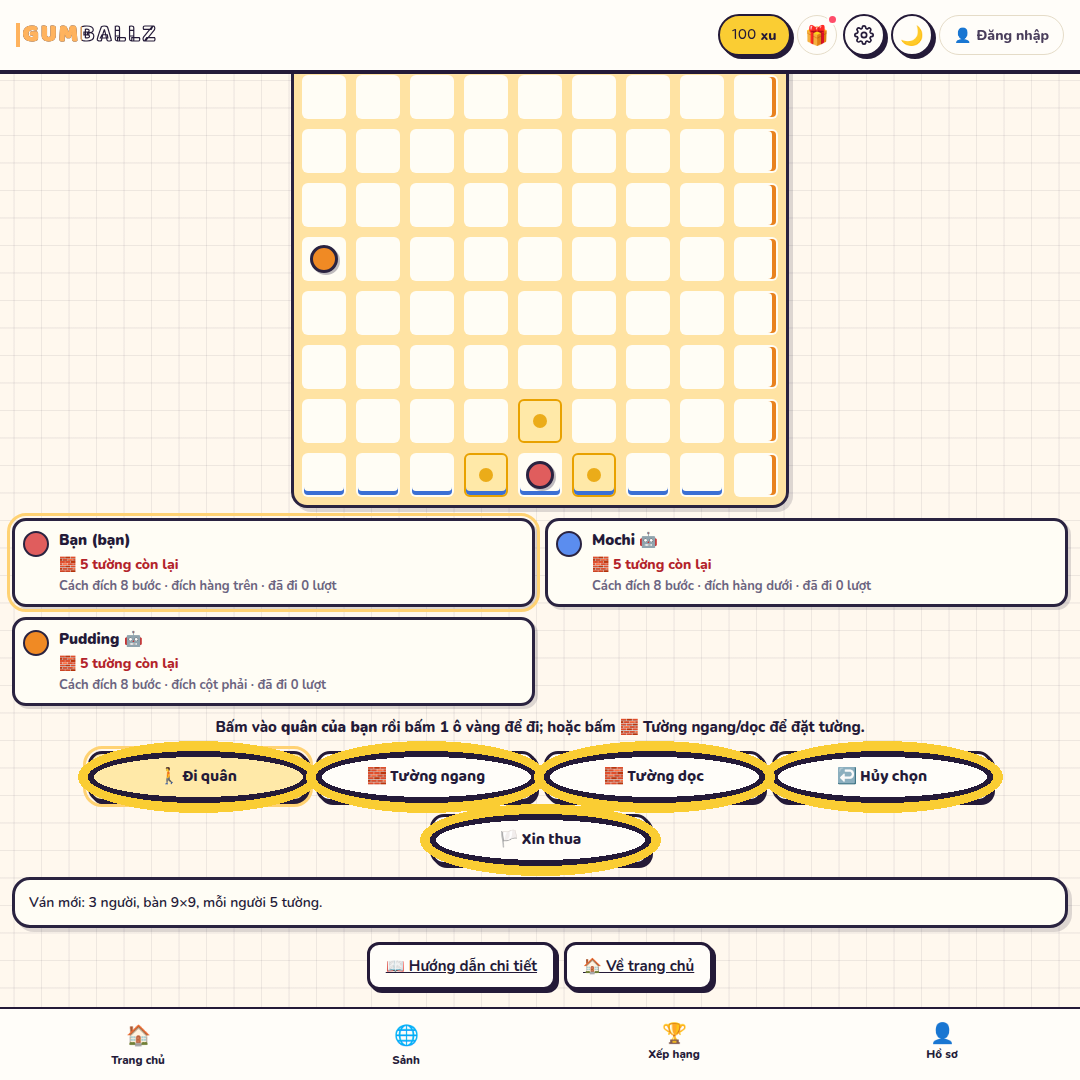 GUMBALLZ
100 xu
Đăng nhập
Bạn (bạn)
5 tường còn lại
Cách đích 8 bước · đích hàng trên · đã đi 0 lượt
Mochi
5 tường còn lại
Cách đích 8 bước · đích hàng dưới · đã đi 0 lượt
Pudding
5 tường còn lại
Cách đích 8 bước · đích cột phải · đã đi 0 lượt
Bấm vào quân của bạn rồi bấm 1 ô vàng để đi; hoặc bấm 🧱 Tường ngang/dọc để đặt tường.
Đi quân
Tường ngang
Tường dọc
Hủy chọn
Xin thua
Ván mới: 3 người, bàn 9×9, mỗi người 5 tường.
Hướng dẫn chi tiết
Về trang chủ
Trang chủ
Sảnh
Xếp hạng
Hồ sơ